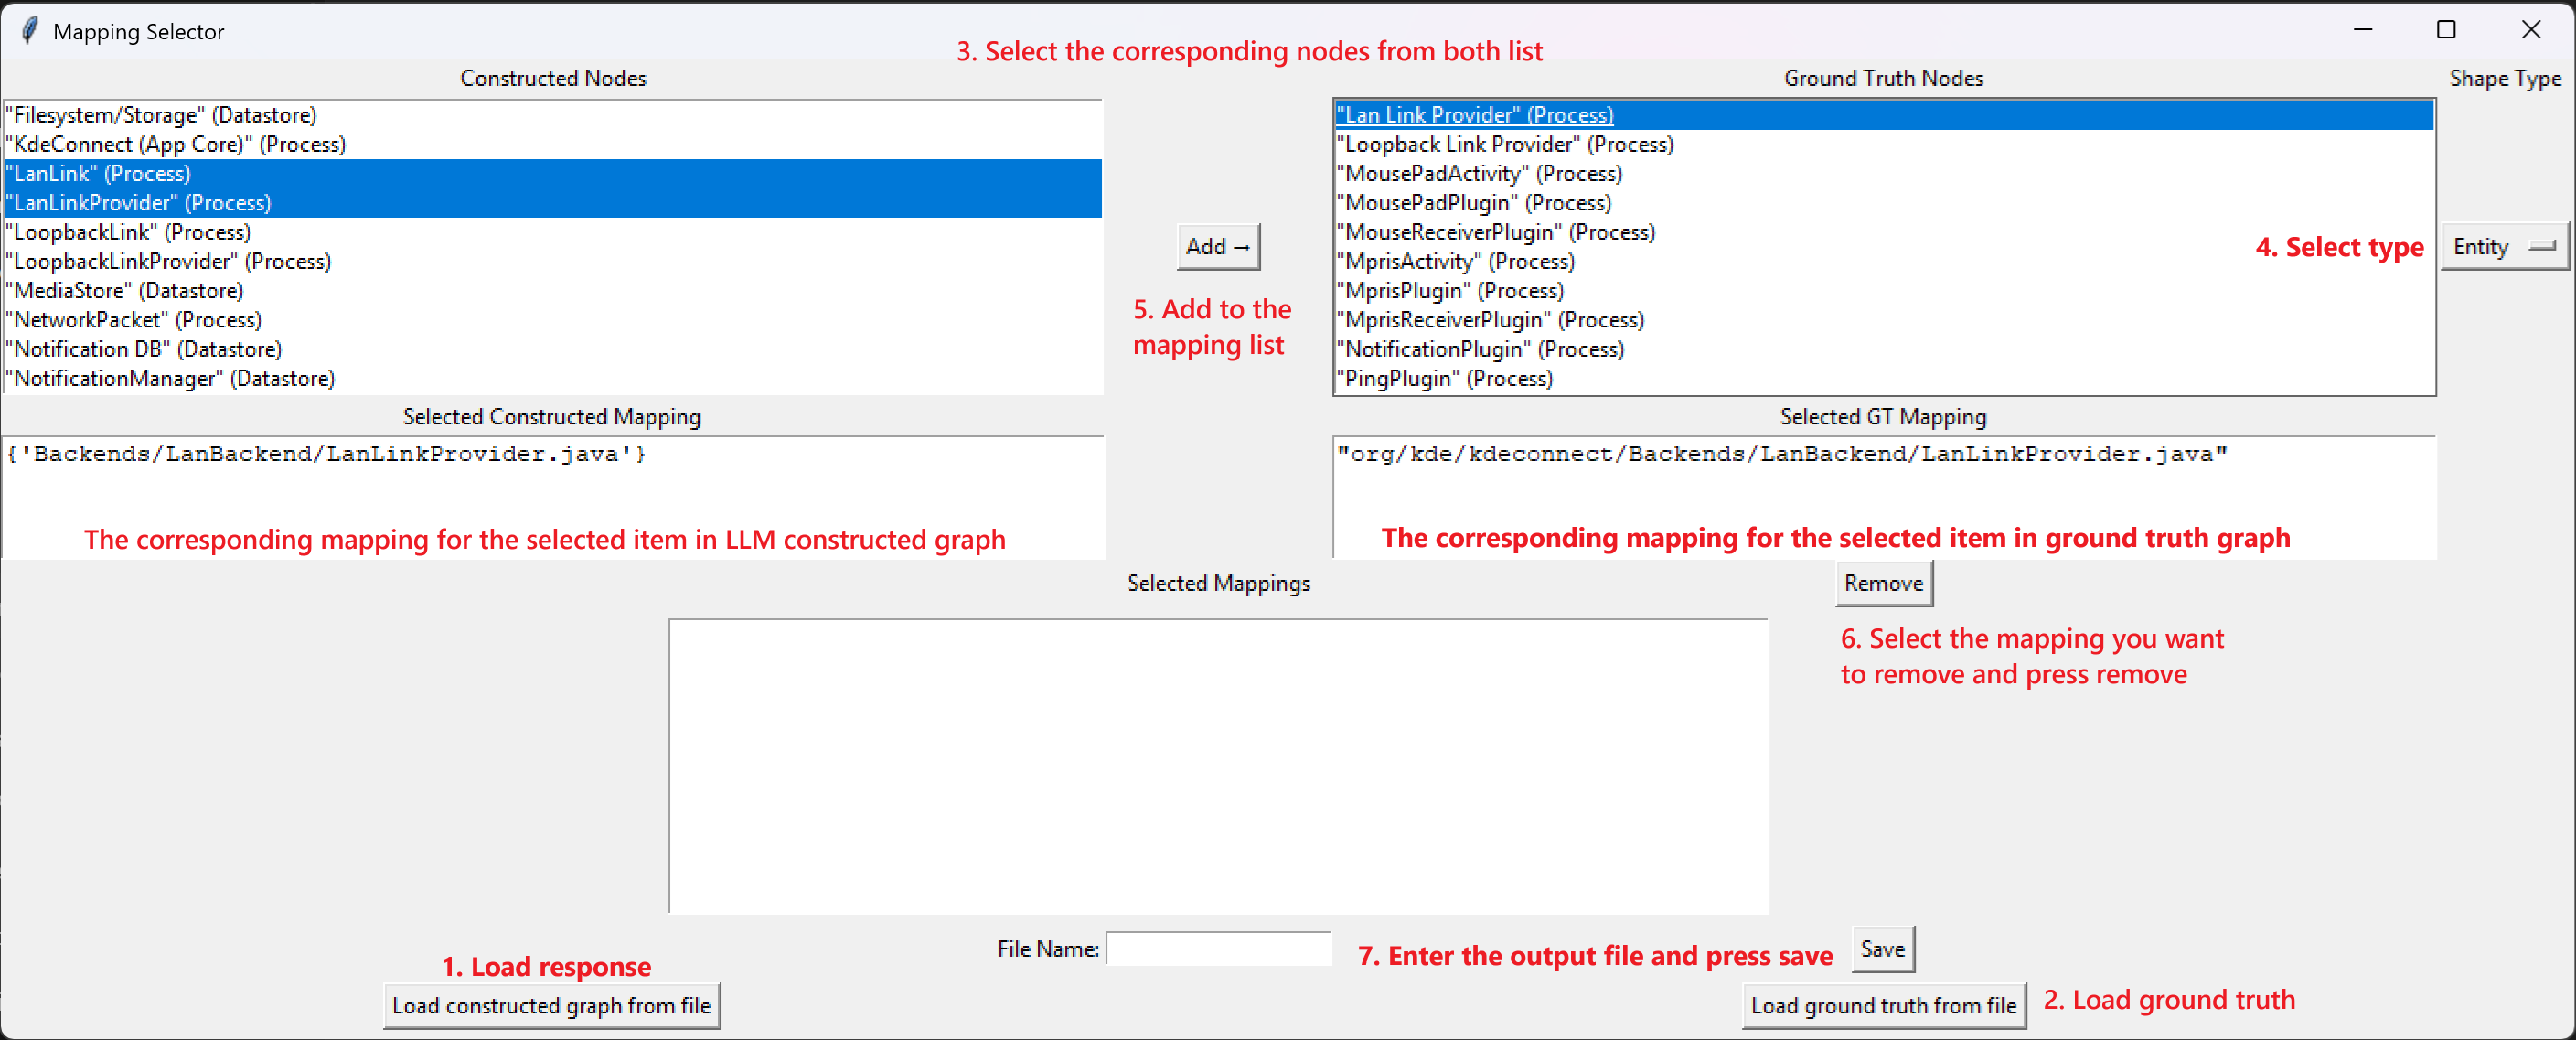 Mapping Selector
3. Select the corresponding nodes from both list
Constructed Nodes
Ground Truth Nodes
Shape Type
"Filesystem/Storage" (Datastore)
"KdeConnect (App Core)" (Process)
"LanLink" (Process)
"LanLinkProvider" (Process)
"LoopbackLink" (Process)
"LoopbackLinkProvider" (Process)
"MediaStore" (Datastore)
"NetworkPacket" (Process)
"Notification DB" (Datastore)
"NotificationManager" (Datastore)
Add →
5. Add to the
mapping list
"Lan Link Provider" (Process)
"Loopback Link Provider" (Process)
"MousePadActivity" (Process)
"MousePadPlugin" (Process)
"MouseReceiverPlugin" (Process)
"MprisActivity" (Process)
"MprisPlugin" (Process)
"MprisReceiverPlugin" (Process)
"NotificationPlugin" (Process)
"PingPlugin" (Process)
4. Select type
Entity
Selected Constructed Mapping
Selected GT Mapping
{'Backends/LanBackend/LanLinkProvider.java'}
"org/kde/kdeconnect/Backends/LanBackend/LanLinkProvider.java"
The corresponding mapping for the selected item in LLM constructed graph
The corresponding mapping for the selected item in ground truth graph
Selected Mappings
Remove
6. Select the mapping you want
to remove and press remove
File Name:
7. Enter the output file and press save
Save
1. Load response
Load constructed graph from file
Load ground truth from file
2. Load ground truth